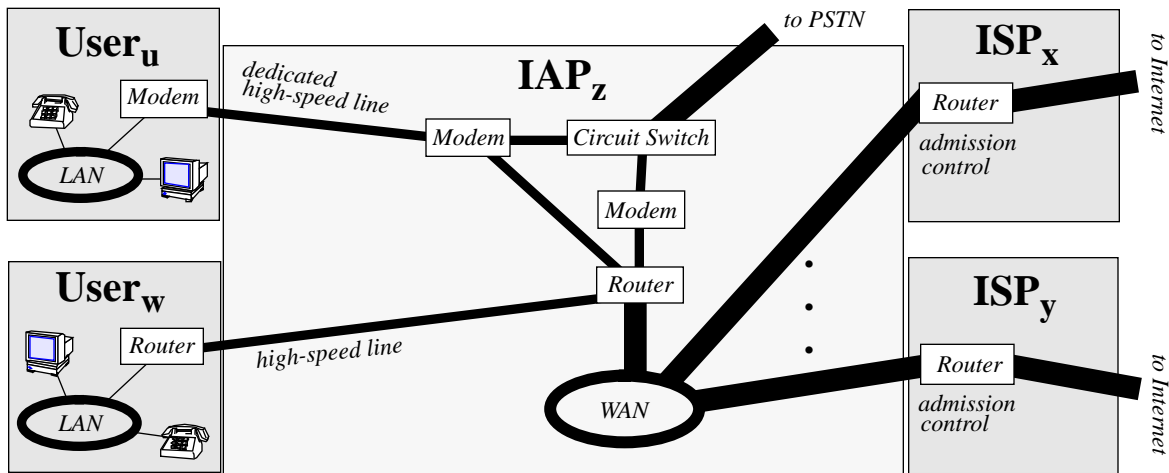 to PSTN
User_u
IAP_z
ISP_x
to Internet
dedicated
high-speed line
Modem
Modem
Circuit Switch
Router
admission
control
LAN
Modem
User_w
Router
ISP_y
Router
high-speed line
Router
admission
control
to Internet
LAN
WAN